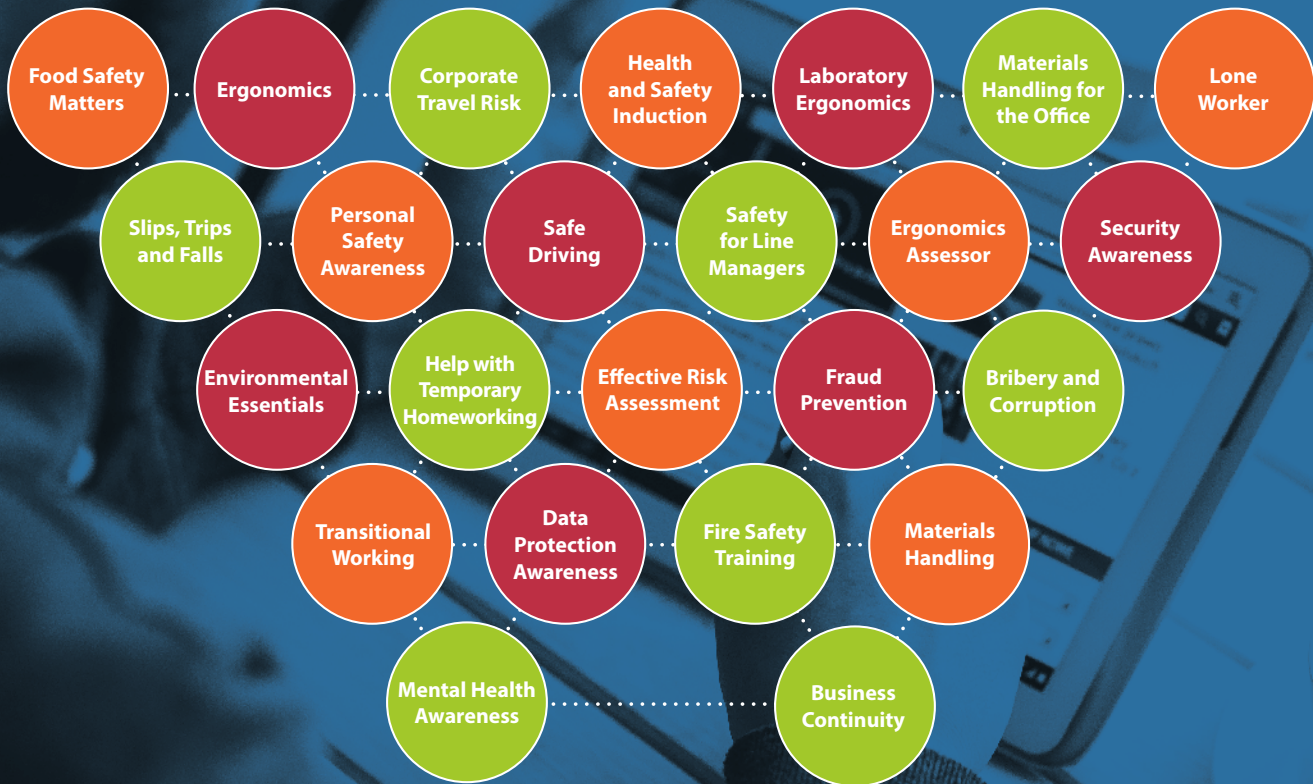 Food Safety
Matters
Ergonomics
Corporate
Travel Risk
Health
and Safety
Induction
Laboratory
Ergonomics
Materials
Handling for
the Office
Lone
Worker
Slips, Trips
and Falls
Personal
Safety
Awareness
Safe
Driving
Safety
for Line
Managers
Ergonomics
Assessor
Security
Awareness
Environmental
Essentials
Help with
Temporary
Homeworking
Effective Risk
Assessment
Fraud
Prevention
Bribery and
Corruption
Transitional
Working
Data
Protection
Awareness
Fire Safety
Training
Materials
Handling
Mental Health
Awareness
Business
Continuity